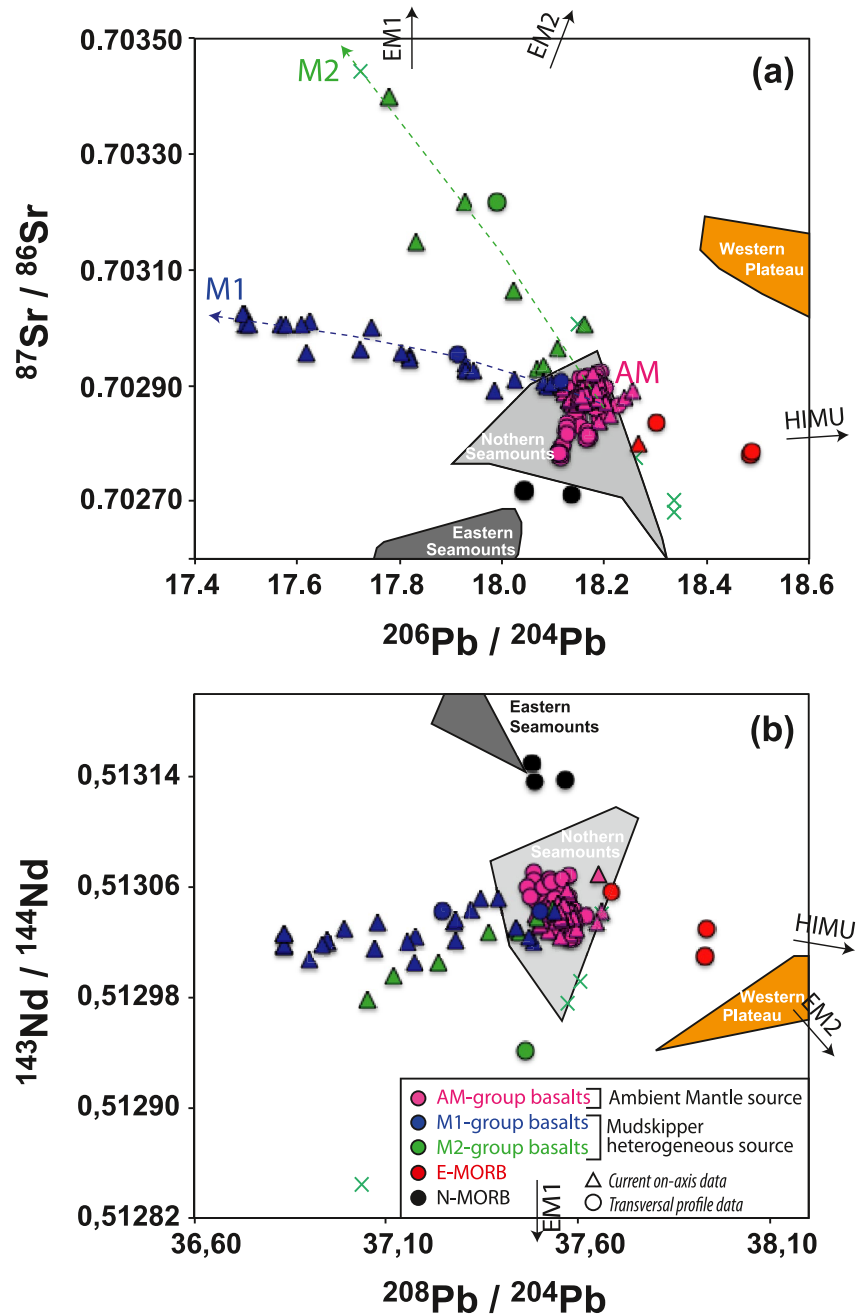 EM1
EM2
0.70350
(a)
M2
0.70330
Western
Plateau
0.70310
M1
AM
0.70290
HIMU
Nothern
Seamounts
0.70270
Eastern
Seamounts
87Sr / 86Sr
17.4 17.6 17.8 18.0 18.2 18.4 18.6
206Pb / 204Pb
Eastern
Seamounts
(b)
0,51314
Nothern
Seamounts
0,51306
HIMU
0,51298
Western
Plateau
EM2
0,51290
AM-group basalts Ambient Mantle source
M1-group basalts Mudskipper
M2-group basalts heterogeneous source
E-MORB Current on-axis data
N-MORB Transversal profile data
EM1
0,51282
143Nd / 144Nd
36,60 37,10 37,60 38,10
208Pb / 204Pb